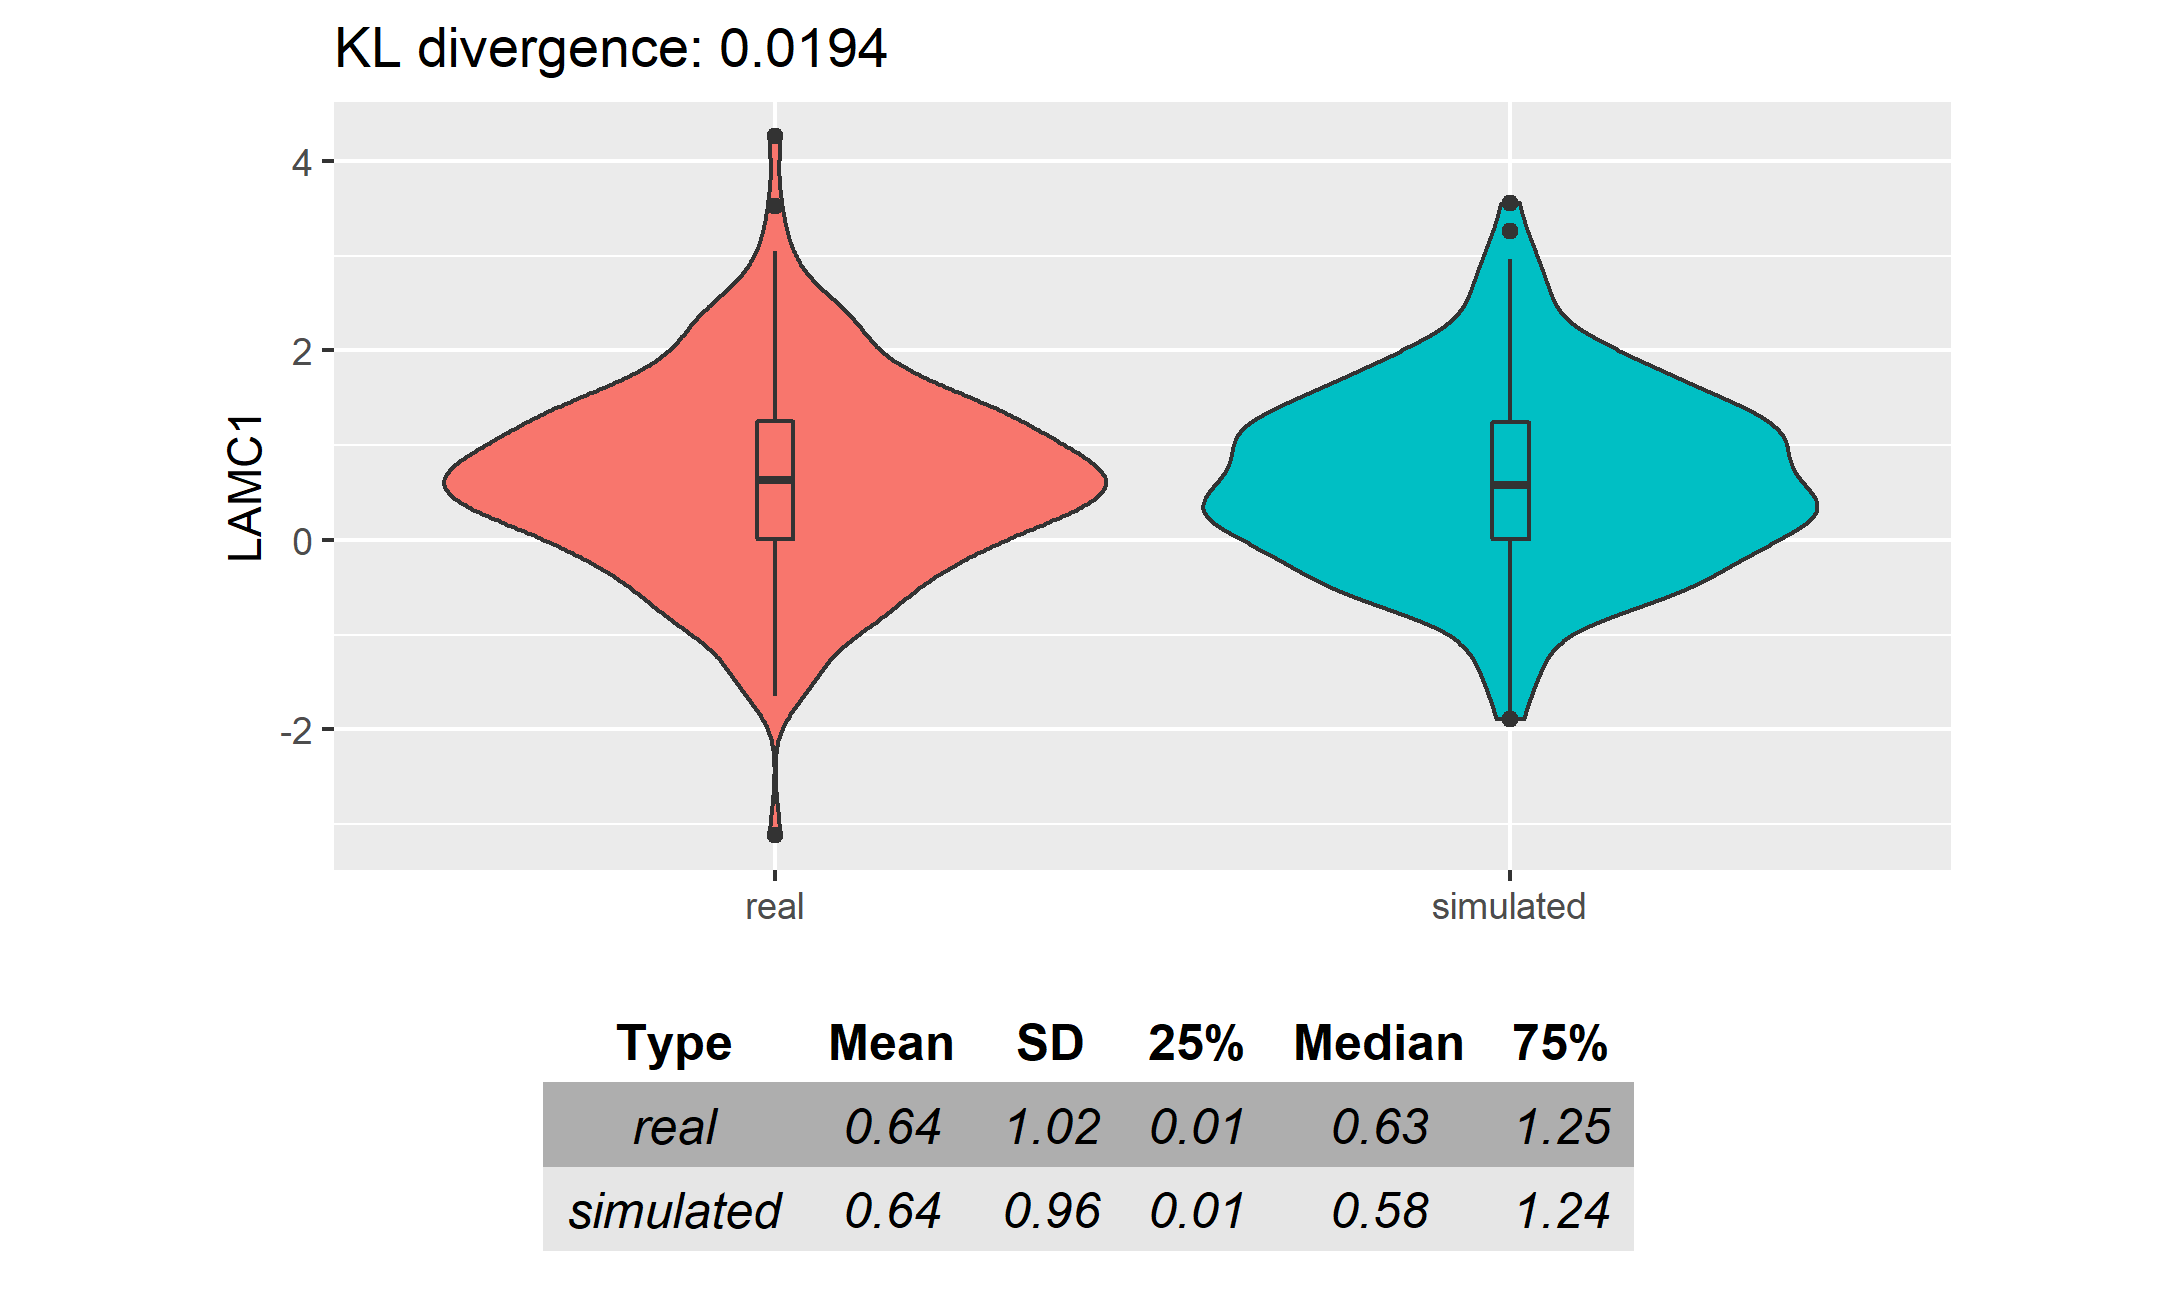 KL divergence: 0.0194
4
2
0
-2
LAMC1
real simulated
Type Mean SD 25% Median 75%
real 0.64 1.02 0.01 0.63 1.25
simulated 0.64 0.96 0.01 0.58 1.24